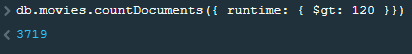 > db.movies.countDocuments({ runtime: { $gt: 120 }})
< 3719